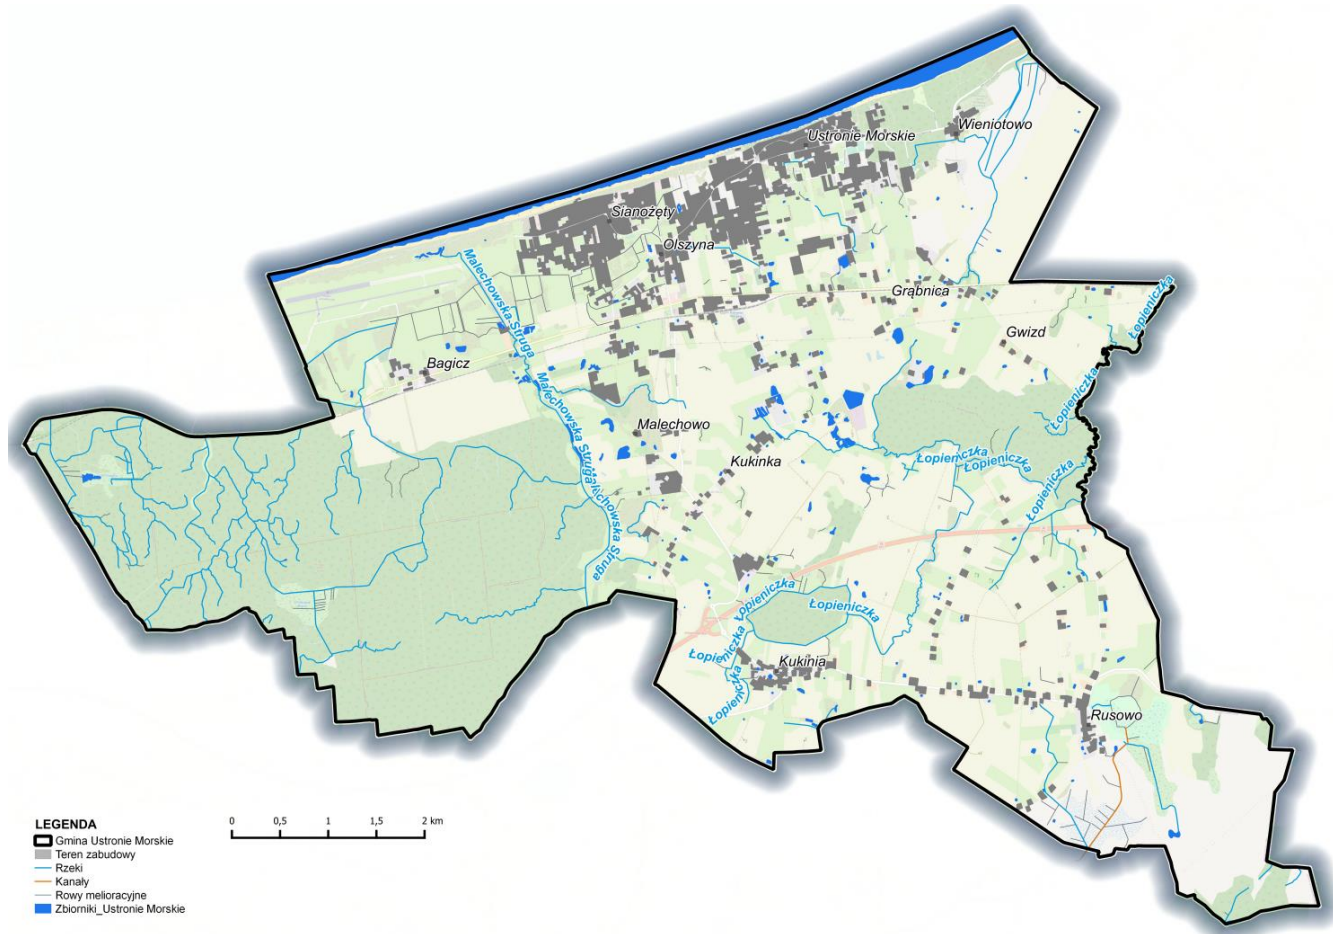 Wieniotowo
Ustronie Morskie
Sianożęty
Olszyna
Malechowska Struga
Grąbnica
Łopieniczka
Gwizd
Bagicz
Malechowska Struga
Łopieniczka
Malechowo
Kukinka
Łopieniczka
Łopieniczka
Łopieniczka
Malechowska Struga
Łopieniczka
Łopieniczka
Łopieniczka
Kukinia
Łopieniczka
Rusowo
LEGENDA
Gmina Ustronie Morskie
Teren zabudowy
Rzeki
Kanały
Rowy melioracyjne
Zbiorniki_Ustronie Morskie
0 0,5 1 1,5 2 km